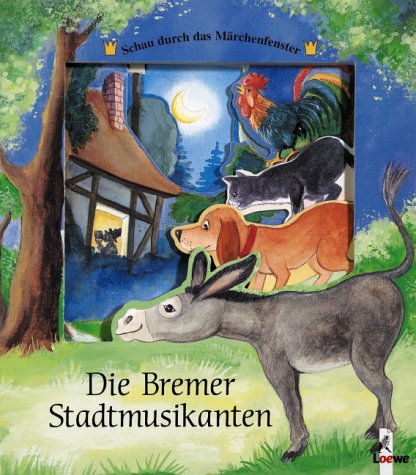 Schau durch das Märchenfenster
Die Bremer
Stadtmusikanten
Loewe